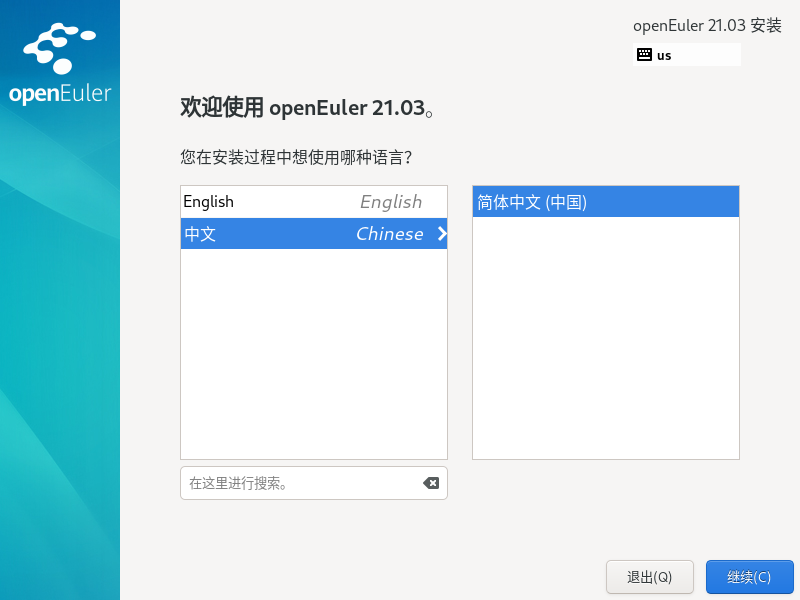 openEuler
openEuler 21.03 安装
us
欢迎使用 openEuler 21.03。
您在安装过程中想使用哪种语言？
English English
中文 Chinese
简体中文 (中国)
在这里进行搜索。
退出(Q)
继续(C)